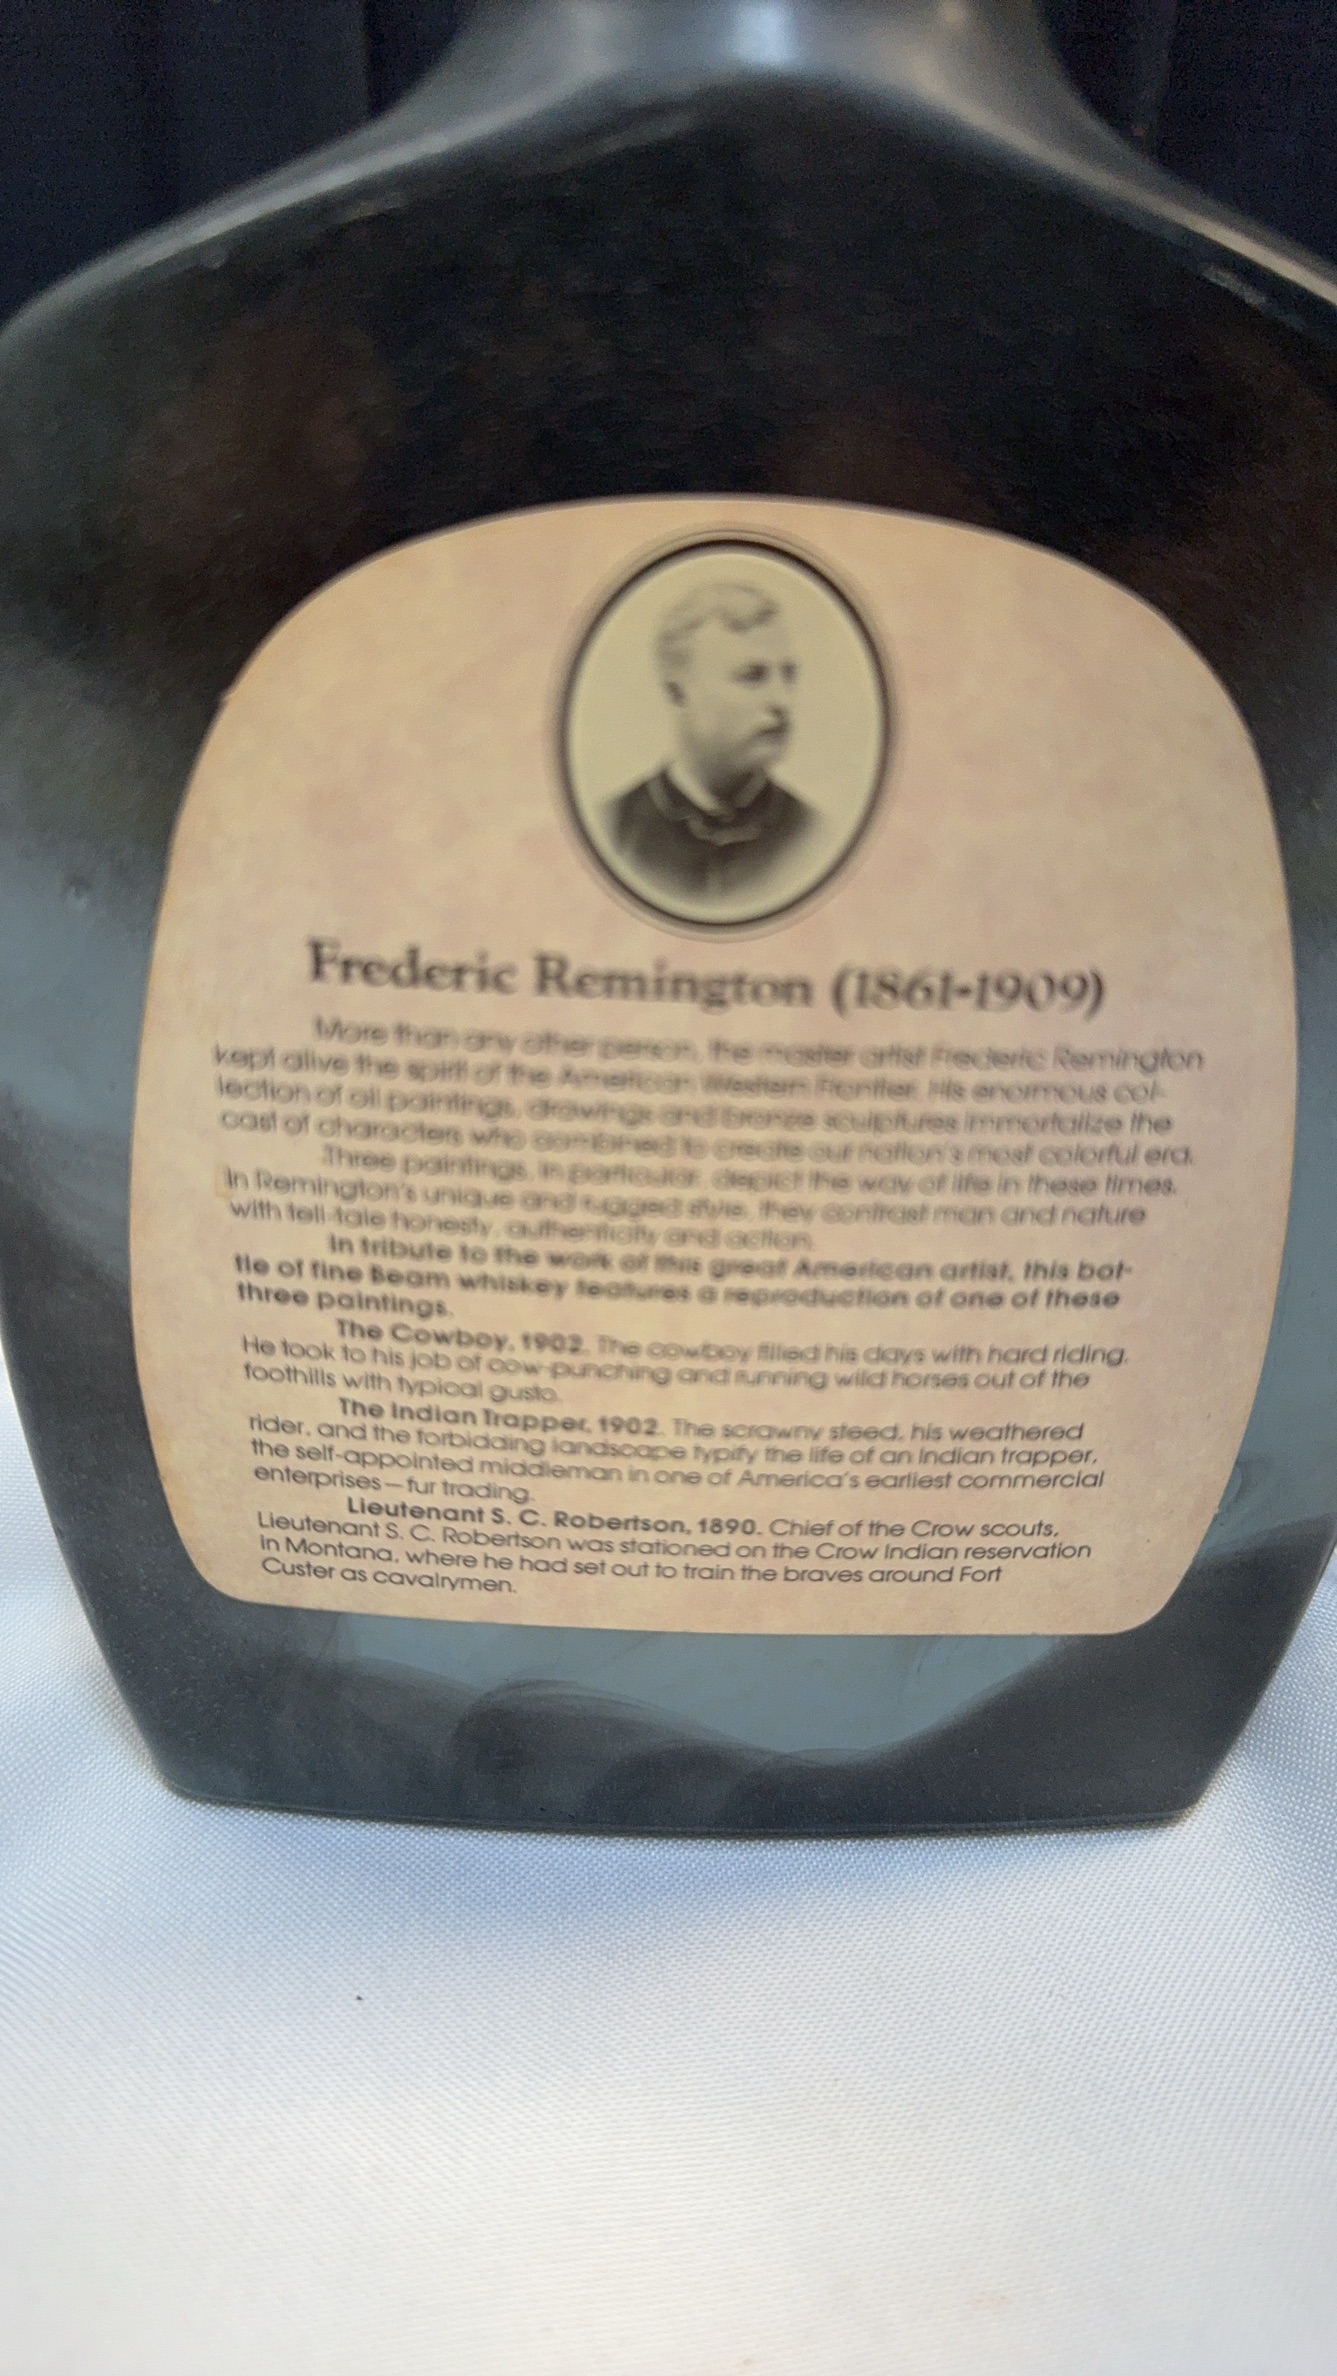 Frederic Remington (1861-1909)
More than any other person, the master artist Frederic Remington
kept alive the spirit of the American Western Frontier. His enormous col-
lection of oil paintings, drawings and bronze sculptures immortalize the
cast of characters who combined to create our nation's most colorful era.
Three paintings, in particular, depict the way of life in these times.
In Remington's unique and rugged style, they contrast man and nature
with tell-tale honesty, authenticity and action.
In tribute to the work of this great American artist, this bot-
tle of fine Beam whiskey features a reproduction of one of these
three paintings.
The Cowboy, 1902. The cowboy filled his days with hard riding.
He took to his job of cow-punching and running wild horses out of the
foothills with typical gusto.
The Indian Trapper, 1902. The scrawny steed, his weathered
rider, and the forbidding landscape typify the life of an Indian trapper,
the self-appointed middleman in one of America's earliest commercial
enterprises—fur trading.
Lieutenant S. C. Robertson, 1890. Chief of the Crow scouts,
Lieutenant S. C. Robertson was stationed on the Crow Indian reservation
in Montana, where he had set out to train the braves around Fort
Custer as cavalrymen.